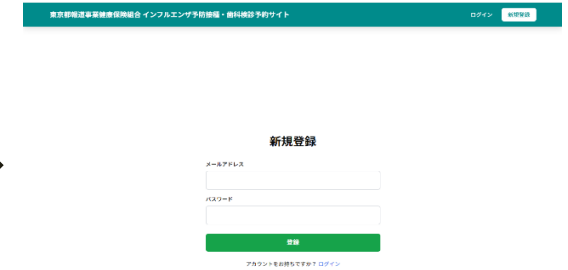 東京都報道事業健康保険組合 インフルエンザ予防接種・歯科検診予約サイト
ログイン
新規登録
新規登録
メールアドレス
パスワード
登録
アカウントをお持ちですか？ ログイン